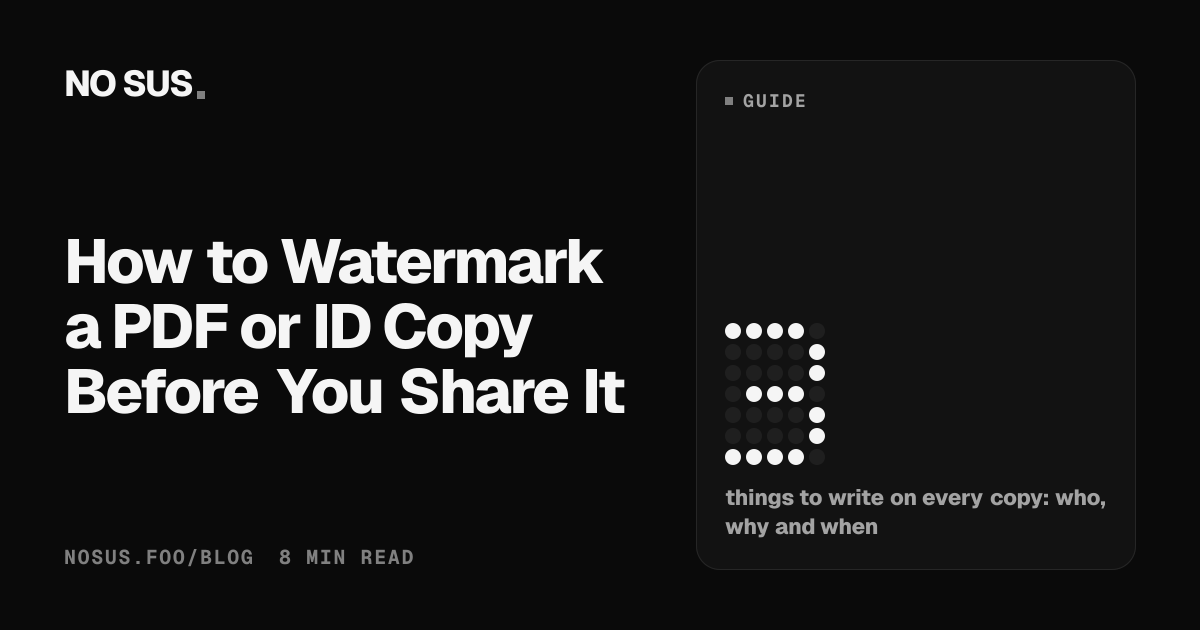 NO SUS.
How to Watermark
a PDF or ID Copy
Before You Share It
NOSUS.FOO/BLOG 8 MIN READ
GUIDE
3
things to write on every copy: who,
why and when